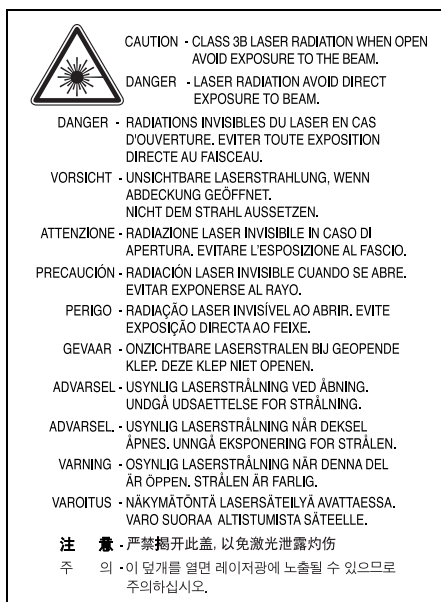 CAUTION - CLASS 3B LASER RADIATION WHEN OPEN
AVOID EXPOSURE TO THE BEAM.
DANGER - LASER RADIATION AVOID DIRECT
EXPOSURE TO BEAM.
DANGER - RADIATIONS INVISIBLES DU LASER EN CAS
D'OUVERTURE. EVITER TOUTE EXPOSITION
DIRECTE AU FAISCEAU.
VORSICHT - UNSICHTBARE LASERSTRAHLUNG, WENN
ABDECKUNG GEÖFFNET.
NICHT DEM STRAHL AUSSETZEN.
ATTENZIONE - RADIAZIONE LASER INVISIBILE IN CASO DI
APERTURA. EVITARE L'ESPOSIZIONE AL FASCIO.
PRECAUCIÓN - RADIACIÓN LASER INVISIBLE CUANDO SE ABRE.
EVITAR EXPONERSE AL RAYO.
PERIGO - RADIAÇÃO LASER INVISÍVEL AO ABRIR. EVITE
EXPOSIÇÃO DIRECTA AO FEIXE.
GEVAAR - ONZICHTBARE LASERSTRALEN BIJ GEOPENDE
KLEP. DEZE KLEP NIET OPENEN.
ADVARSEL - USYNLIG LASERSTRÅLNING VED ÅBNING.
UNDGÅ UDSAETTELSE FOR STRÅLNING.
ADVARSEL. - USYNLIG LASERSTRÅLNING NÅR DEKSEL
ÅPNES. UNNGÅ EKSPONERING FOR STRÅLEN.
VARNING - OSYNLIG LASERSTRÅLNING NÄR DENNA DEL
ÄR ÖPPEN. STRÅLEN ÄR FARLIG.
VAROITUS - NÄKYMÄTÖNTÄ LASERSÄTEILYÄ AVATTAESSA.
VARO SUORAA ALTISTUMISTA SÄTEELLE.
注 意 - 严禁揭开此盖, 以免激光泄露灼伤
주 의 - 이 덮개를 열면 레이저광에 노출될 수 있으므로
주의하십시오.